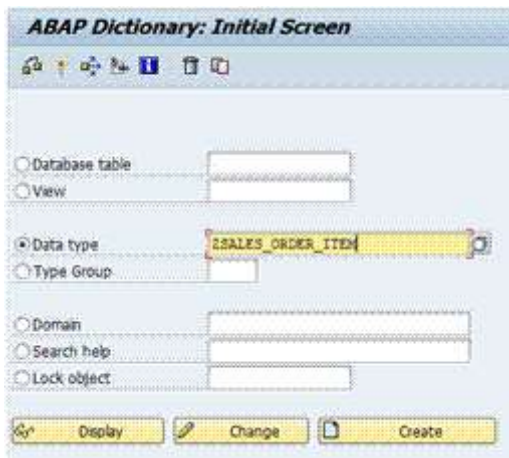 ABAP Dictionary: Initial Screen
Database table
View
Data type ZSALES_ORDER_ITEM
Type Group
Domain
Search help
Lock object
Display Change Create